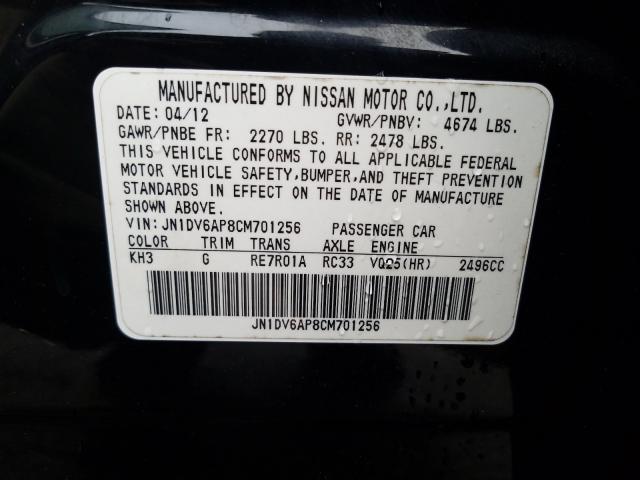 MANUFACTURED BY NISSAN MOTOR CO.,LTD.
DATE: 04/12 GVWR/PNBV: 4674 LBS.
GAWR/PNBE FR: 2270 LBS. RR: 2478 LBS.
THIS VEHICLE CONFORMS TO ALL APPLICABLE FEDERAL
MOTOR VEHICLE SAFETY,BUMPER,AND THEFT PREVENTION
STANDARDS IN EFFECT ON THE DATE OF MANUFACTURE
SHOWN ABOVE.
VIN: JN1DV6AP8CM701256 PASSENGER CAR
COLOR TRIM TRANS AXLE ENGINE
KH3 G RE7R01A RC33 VQ25(HR) 2496CC
JN1DV6AP8CM701256